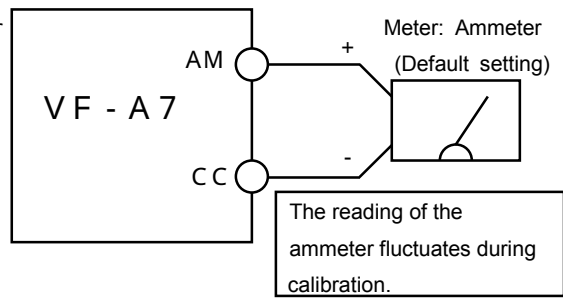 Meter: Ammeter
(Default setting)
AM
+
VF-A7
-
CC
The reading of the
ammeter fluctuates during
calibration.